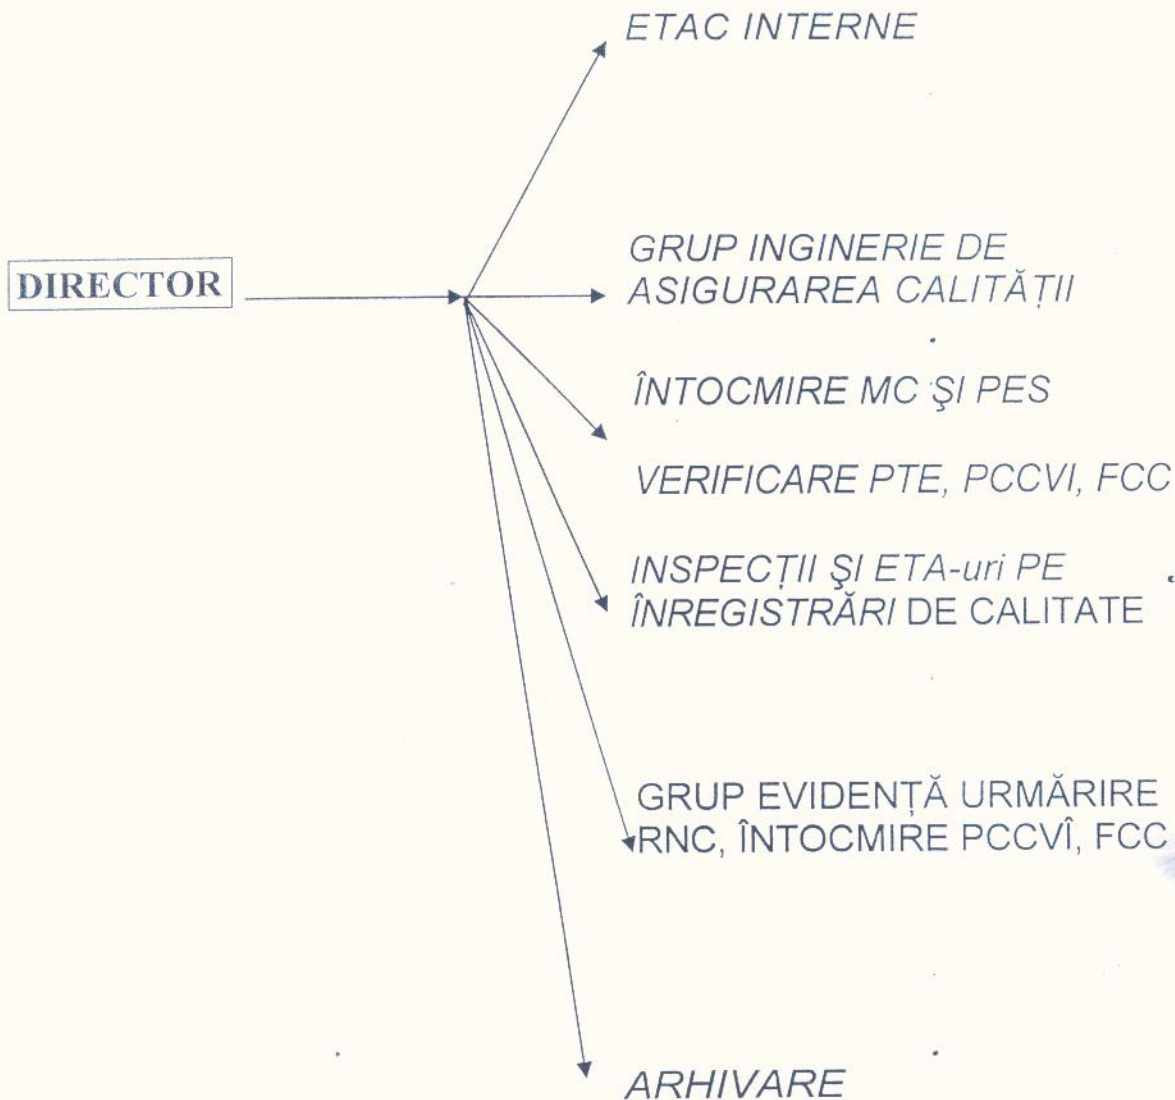 ETAC INTERNE
GRUP INGINERIE DE
ASIGURAREA CALITĂȚII
DIRECTOR
ÎNTOCMIRE MC ŞI PES
VERIFICARE PTE, PCCVI, FCC
INSPECȚII ŞI ETA-uri PE
ÎNREGISTRĂRI DE CALITATE
GRUP EVIDENȚĂ URMĂRIRE
RNC, ÎNTOCMIRE PCCVÎ, FCC
ARHIVARE